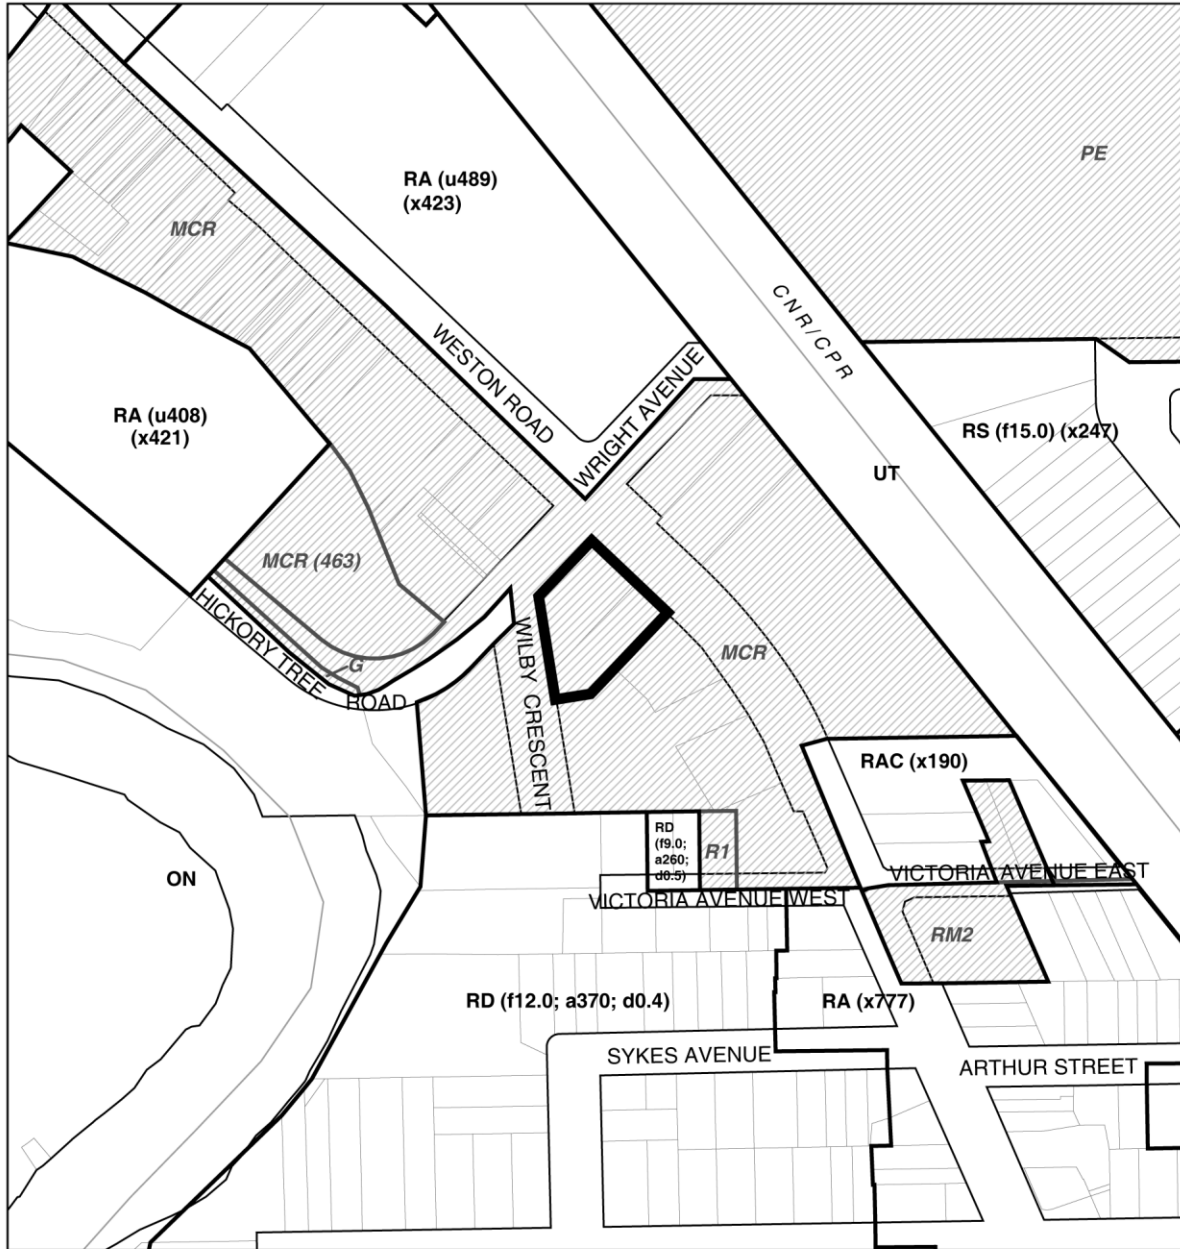 PE
RA (u489)
(x423)
MCR
CNR/CPR
WESTON ROAD
WRIGHT AVENUE
RA (u408)
(x421)
RS (f15.0) (x247)
UT
MCR (463)
HICKORY TREE
ROAD
G
WILBY CRESCENT
MCR
RAC (x190)
RD
(f9.0;
a260;
d0.5)
R1
VICTORIA AVENUE EAST
ON
VICTORIA AVENUE WEST
RM2
RD (f12.0; a370; d0.4)
RA (x777)
SYKES AVENUE
ARTHUR STREET